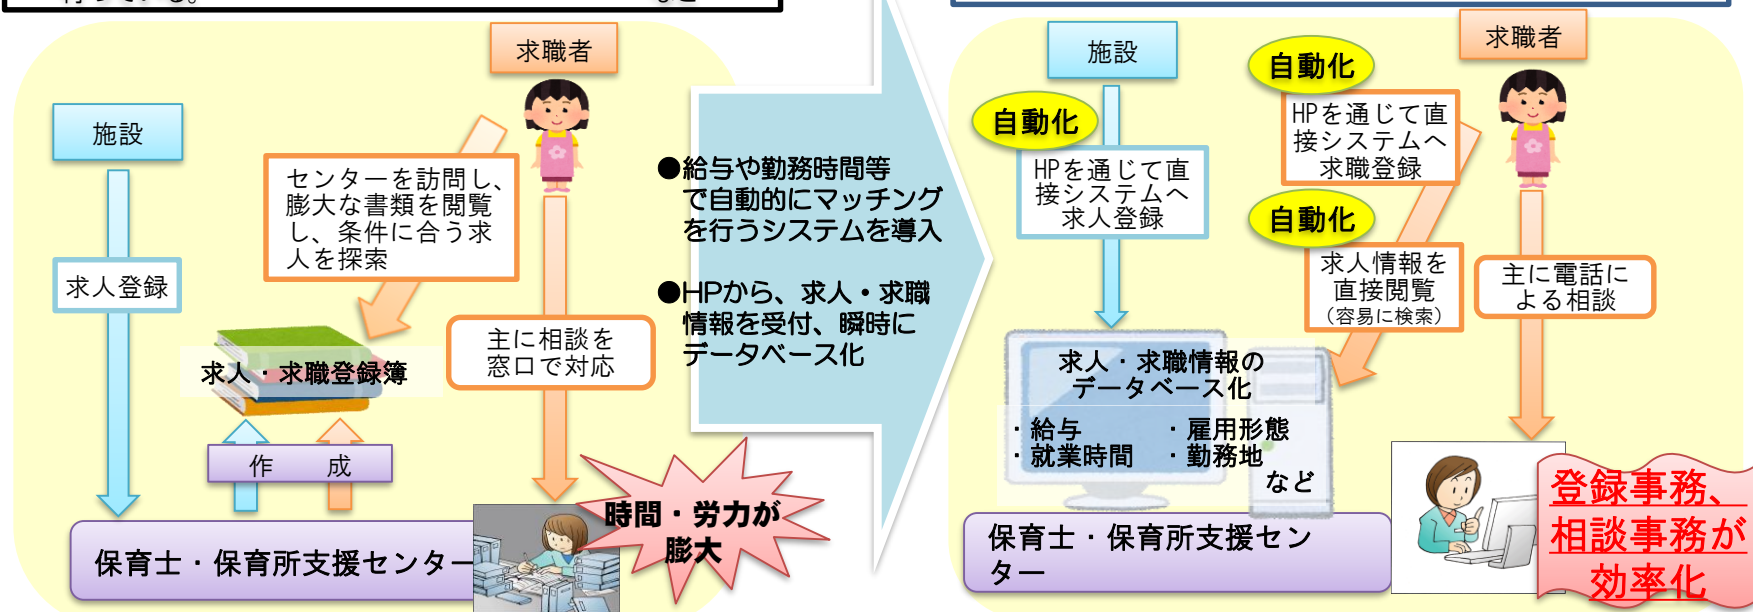 行っている。
など
求職者
施設
センターを訪問し、
膨大な書類を閲覧
し、条件に合う求
人を探索
求人登録
主に相談を
窓口で対応
求人・求職登録簿
作　成
保育士・保育所支援センター
時間・労力が
膨大
●給与や勤務時間等
で自動的にマッチング
を行うシステムを導入
●HPから、求人・求職
情報を受付、瞬時に
データベース化
施設
求職者
自動化
自動化
HPを通じて直
接システムへ
求人登録
HPを通じて直
接システムへ
求職登録
自動化
求人情報を
直接閲覧
（容易に検索）
主に電話に
よる相談
求人・求職情報の
データベース化
・給与　・雇用形態
・就業時間　・勤務地
など
保育士・保育所支援セン
ター
登録事務、
相談事務が
効率化